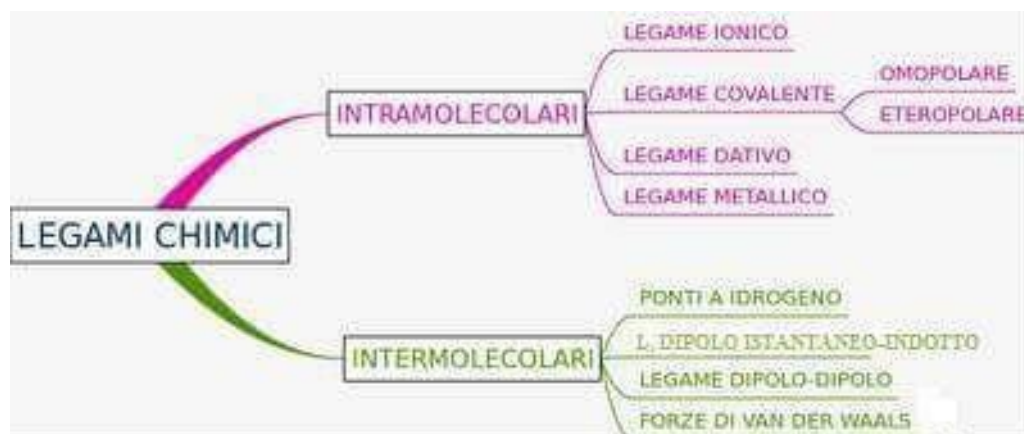 LEGAMI CHIMICI
INTRAMOLECOLARI
LEGAME IONICO
LEGAME COVALENTE
OMOPOLARE
ETEROPOLARE
LEGAME DATIVO
LEGAME METALLICO
INTERMOLECOLARI
PONTI A IDROGENO
L. DIPOLO ISTANTANEO-INDOTTO
LEGAME DIPOLO-DIPOLO
FORZE DI VAN DER WAALS